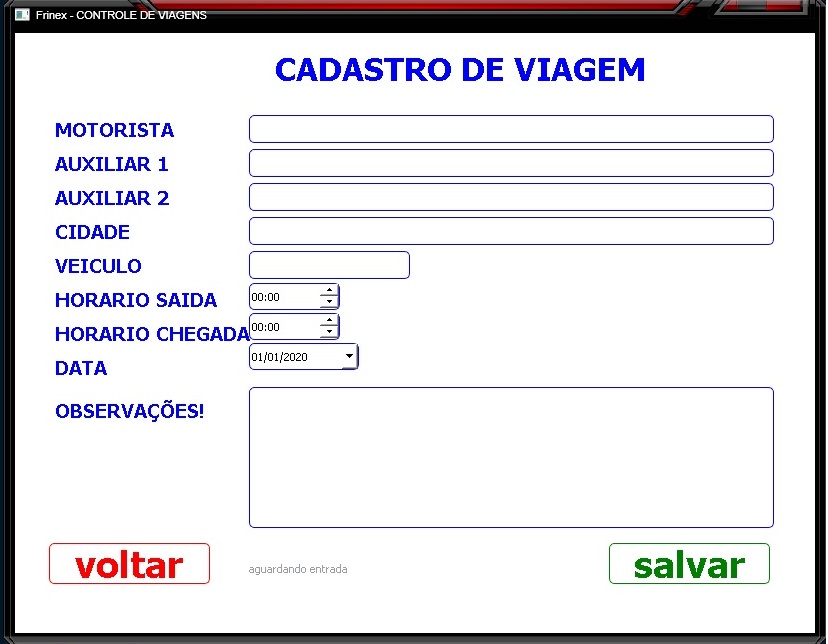 Frinex - CONTROLE DE VIAGENS
CADASTRO DE VIAGEM
MOTORISTA
AUXILIAR 1
AUXILIAR 2
CIDADE
VEICULO
HORARIO SAIDA 00:00
HORARIO CHEGADA 00:00
DATA 01/01/2020
OBSERVAÇÕES!
voltar aguardando entrada salvar